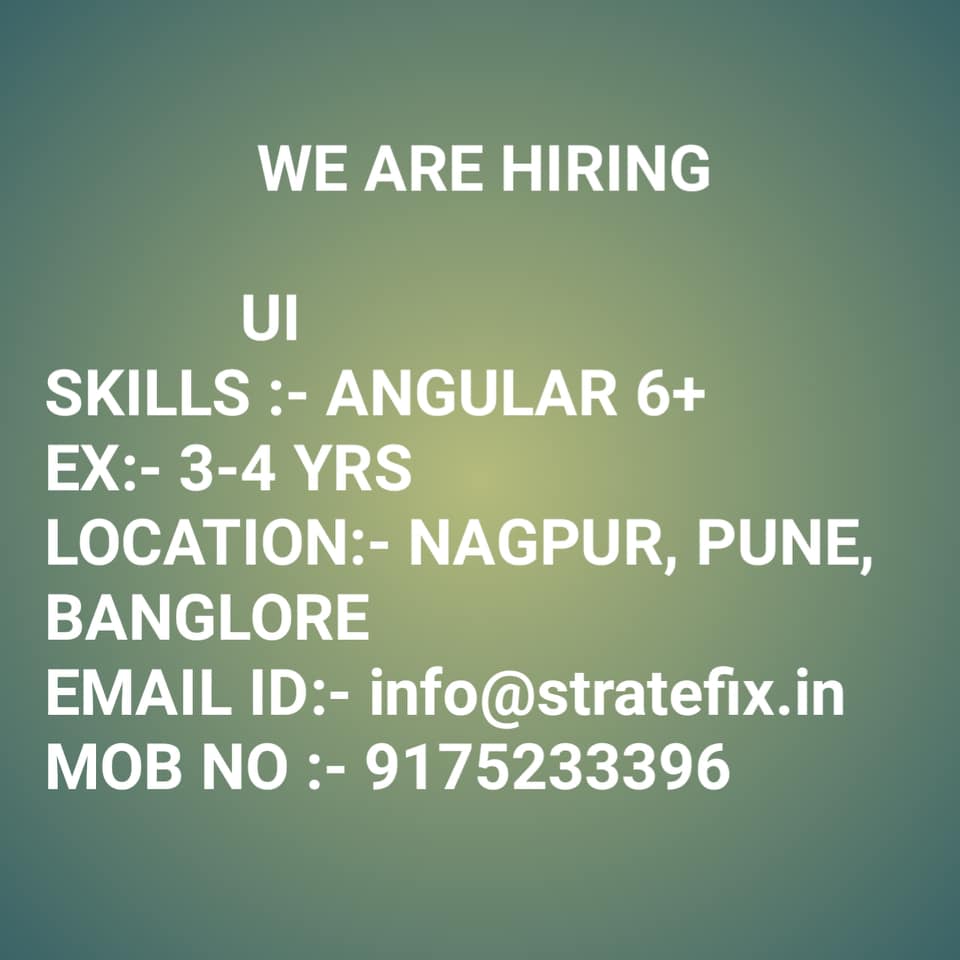 WE ARE HIRING
UI
SKILLS :- ANGULAR 6+
EX:- 3-4 YRS
LOCATION:- NAGPUR, PUNE,
BANGLORE
EMAIL ID:- info@stratefix.in
MOB NO :- 9175233396